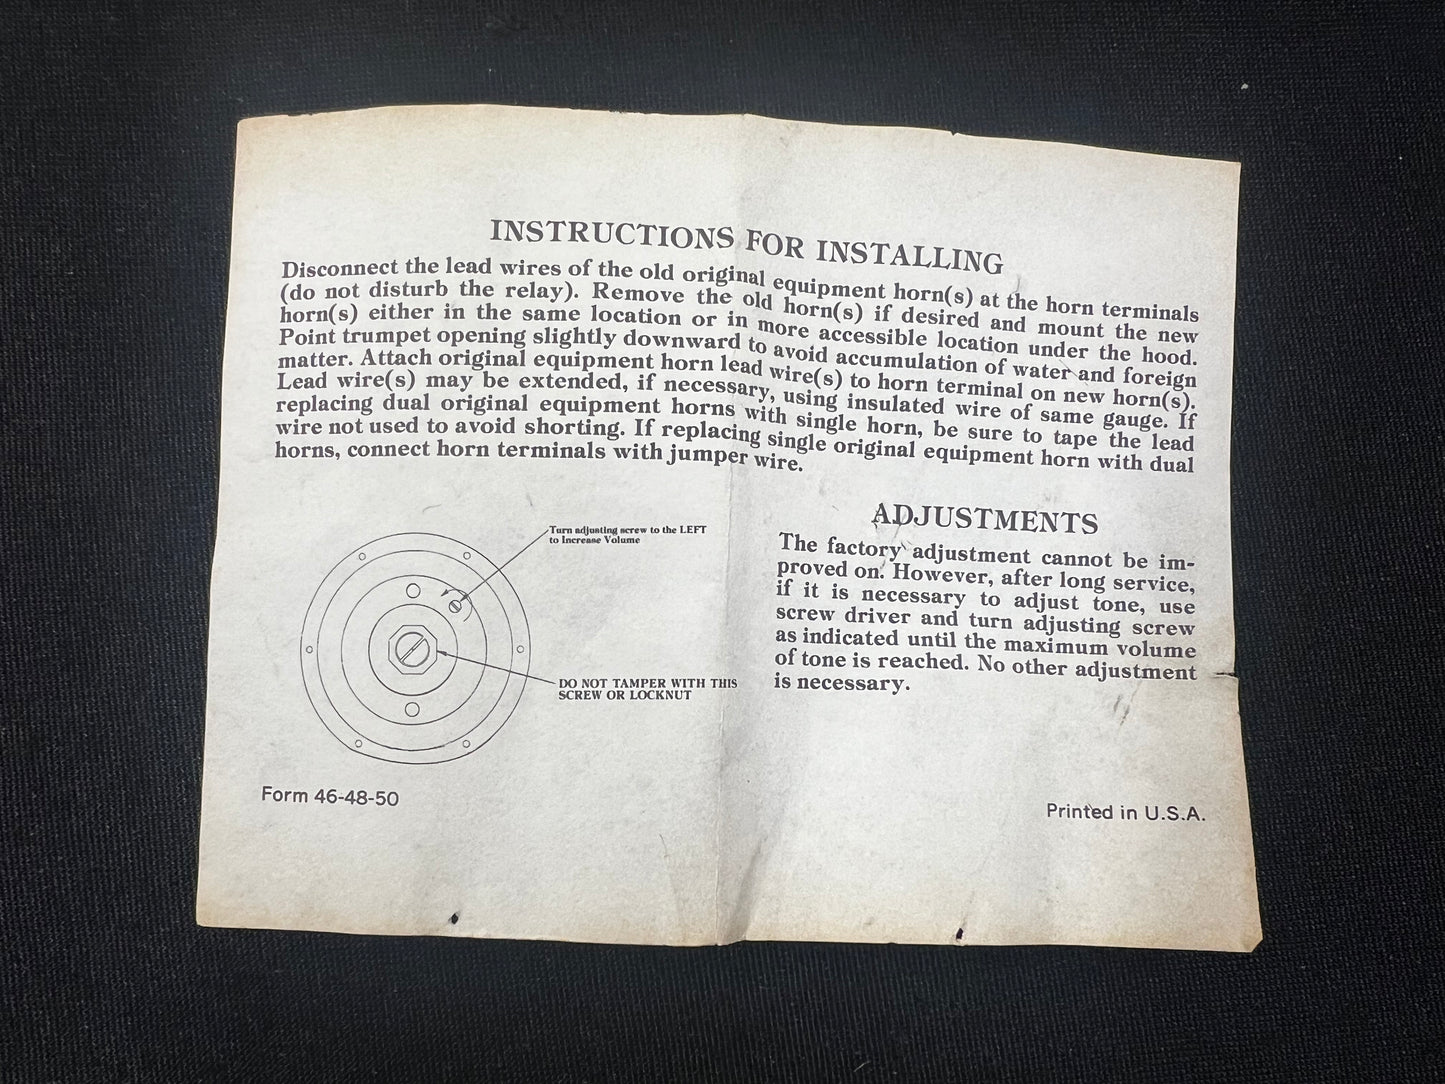 INSTRUCTIONS FOR INSTALLING
Disconnect the lead wires of the old original equipment horn(s) at the horn terminals
(do not disturb the relay). Remove the old horn(s) if desired and mount the new
horn(s) either in the same location or in more accessible location under the hood.
Point trumpet opening slightly downward to avoid accumulation of water and foreign
matter. Attach original equipment horn lead wire(s) to horn terminal on new horn(s).
Lead wire(s) may be extended, if necessary, using insulated wire of same gauge. If
replacing dual original equipment horns with single horn, be sure to tape the lead
wire not used to avoid shorting. If replacing single original equipment horn with dual
horns, connect horn terminals with jumper wire.
Turn adjusting screw to the LEFT
to Increase Volume
DO NOT TAMPER WITH THIS
SCREW OR LOCKNUT
ADJUSTMENTS
The factory adjustment cannot be im-
proved on. However, after long service,
if it is necessary to adjust tone, use
screw driver and turn adjusting screw
as indicated until the maximum volume
of tone is reached. No other adjustment
is necessary.
Form 46-48-50
Printed in U.S.A.